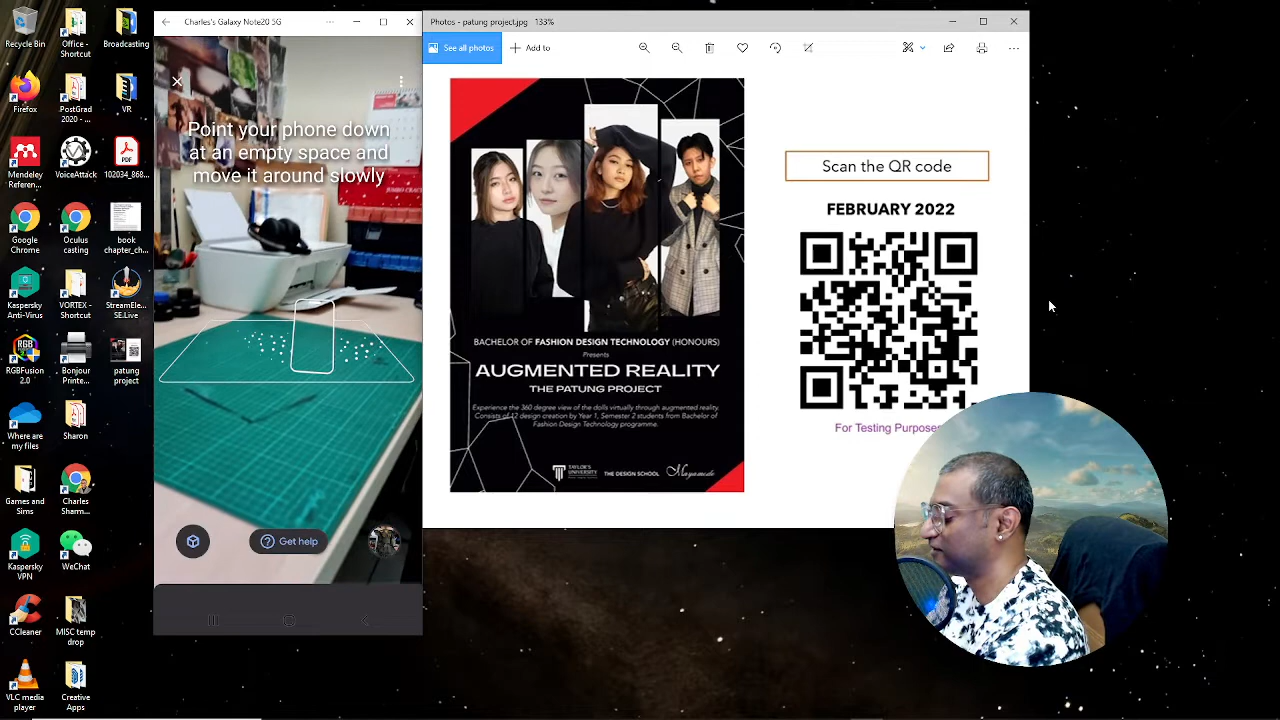 Recycle Bin
Office - Shortcut
Broadcasting
Firefox
PostGrad 2020 - ...
VR
Mendeley Referen...
VoiceMee...
102034_868...
Google Chrome
Oculus casting
book chapter_ch...
Kaspersky Anti-Virus
VORTEX - Shortcut
StreamEle... SE.Live
RGBFusion 2.0
Bonjour Print...
patung project
Where are my files
Sharon
Games and Sims
Charles Sharm...
Kaspersky VPN
WeChat
CCleaner
MISC temp drop
VLC media player
Creative Apps
Charles's Galaxy Note20 5G
Point your phone down
at an empty space and
move it around slowly
Get help
Photos - patung project.jpg 133%
See all photos
Add to
BACHELOR OF FASHION DESIGN TECHNOLOGY (HONOURS)
Presents
AUGMENTED REALITY
THE PATUNG PROJECT
Experience the 360 degree view of the dolls virtually through augmented reality.
Consists of 12 design creation by Year 1, Semester 2 students from Bachelor of
Fashion Design Technology programme.
TAYLOR'S
UNIVERSITY
THE DESIGN SCHOOL
Scan the QR code
FEBRUARY 2022
For Testing Purposes